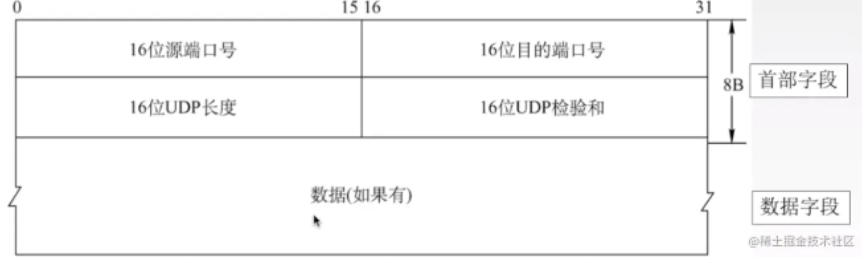 0 15 16 31
16位源端口号 16位目的端口号
8B 首部字段
16位UDP长度 16位UDP检验和
数据(如果有)
数据字段
@稀土掘金技术社区